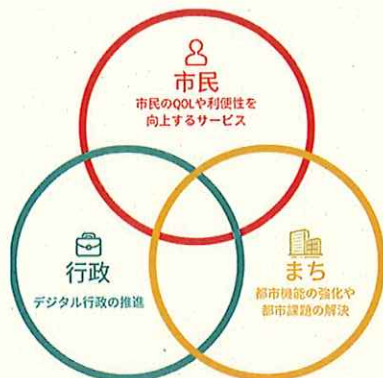 市民
市民のQOLや利便性を
向上するサービス
行政
デジタル行政の推進
まち
都市機能の強化や
都市課題の解決